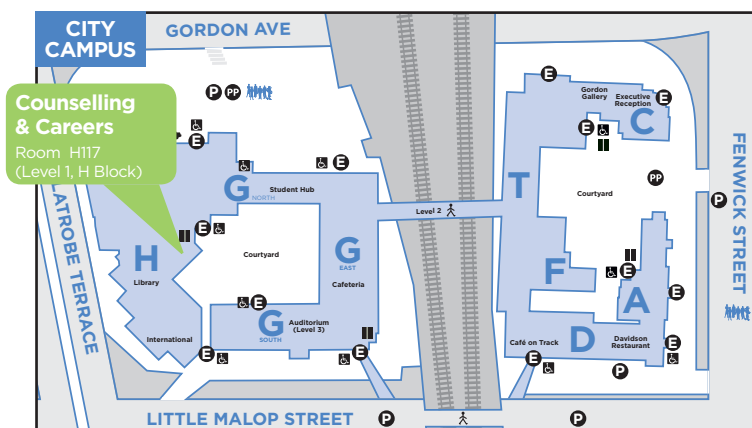 CITY
CAMPUS
GORDON AVE
Counselling
& Careers
Room H117
(Level 1, H Block)
P
PP
E
E
G
NORTH
Student Hub
E
H
Library
Courtyard
G
EAST
Cafeteria
E
G
SOUTH
Auditorium
(Level 3)
International
E
E
LATROBE TERRACE
Level 2
E
Gordon
Gallery
Executive
Reception
E
C
E
T
PP
Courtyard
P
FENWICK STREET
F
E
A
E
Café on Track
D
Davidson
Restaurant
E
E
P
LITTLE MALOP STREET
P
P